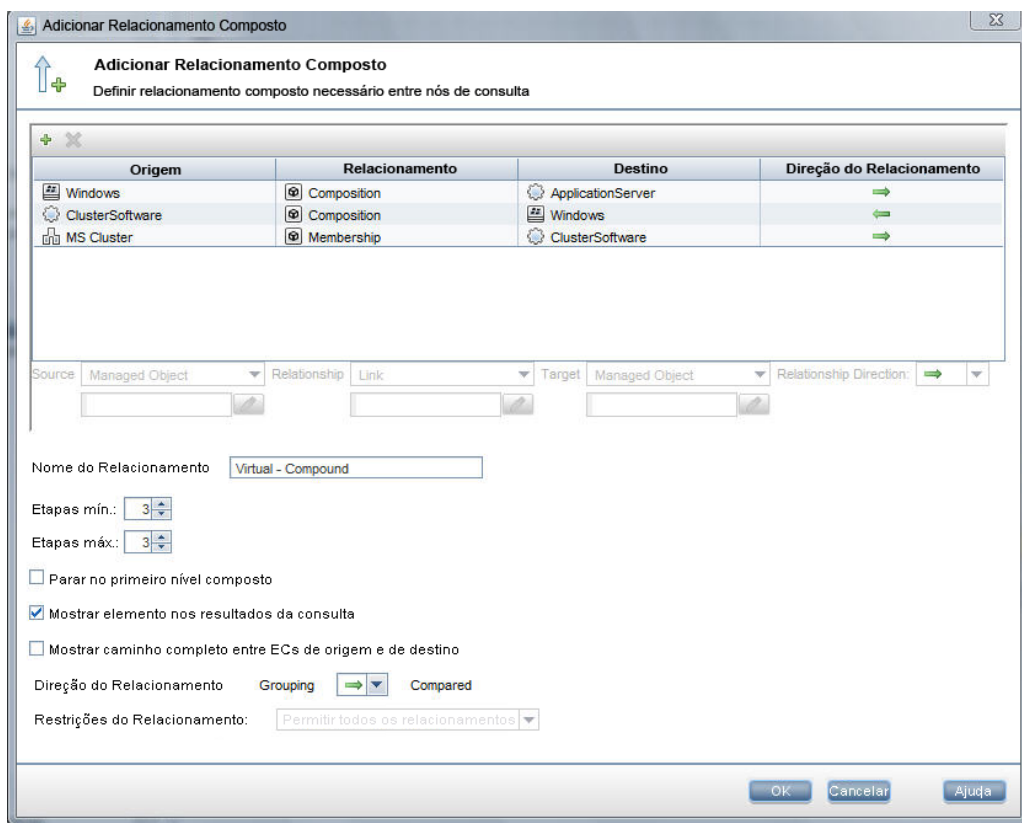 Adicionar Relacionamento Composto
Adicionar Relacionamento Composto
Definir relacionamento composto necessário entre nós de consulta
Origem Relacionamento Destino Direção do Relacionamento
Windows Composition ApplicationServer
ClusterSoftware Composition Windows
MS Cluster Membership ClusterSoftware
Source Managed Object Relationship Link Target Managed Object Relationship Direction:
Nome do Relacionamento Virtual - Compound
Etapas mín.: 3
Etapas máx.: 3
Parar no primeiro nível composto
Mostrar elemento nos resultados da consulta
Mostrar caminho completo entre ECs de origem e de destino
Direção do Relacionamento Grouping Compared
Restrições do Relacionamento: Permitir todos os relacionamentos
OK Cancelar Ajuda